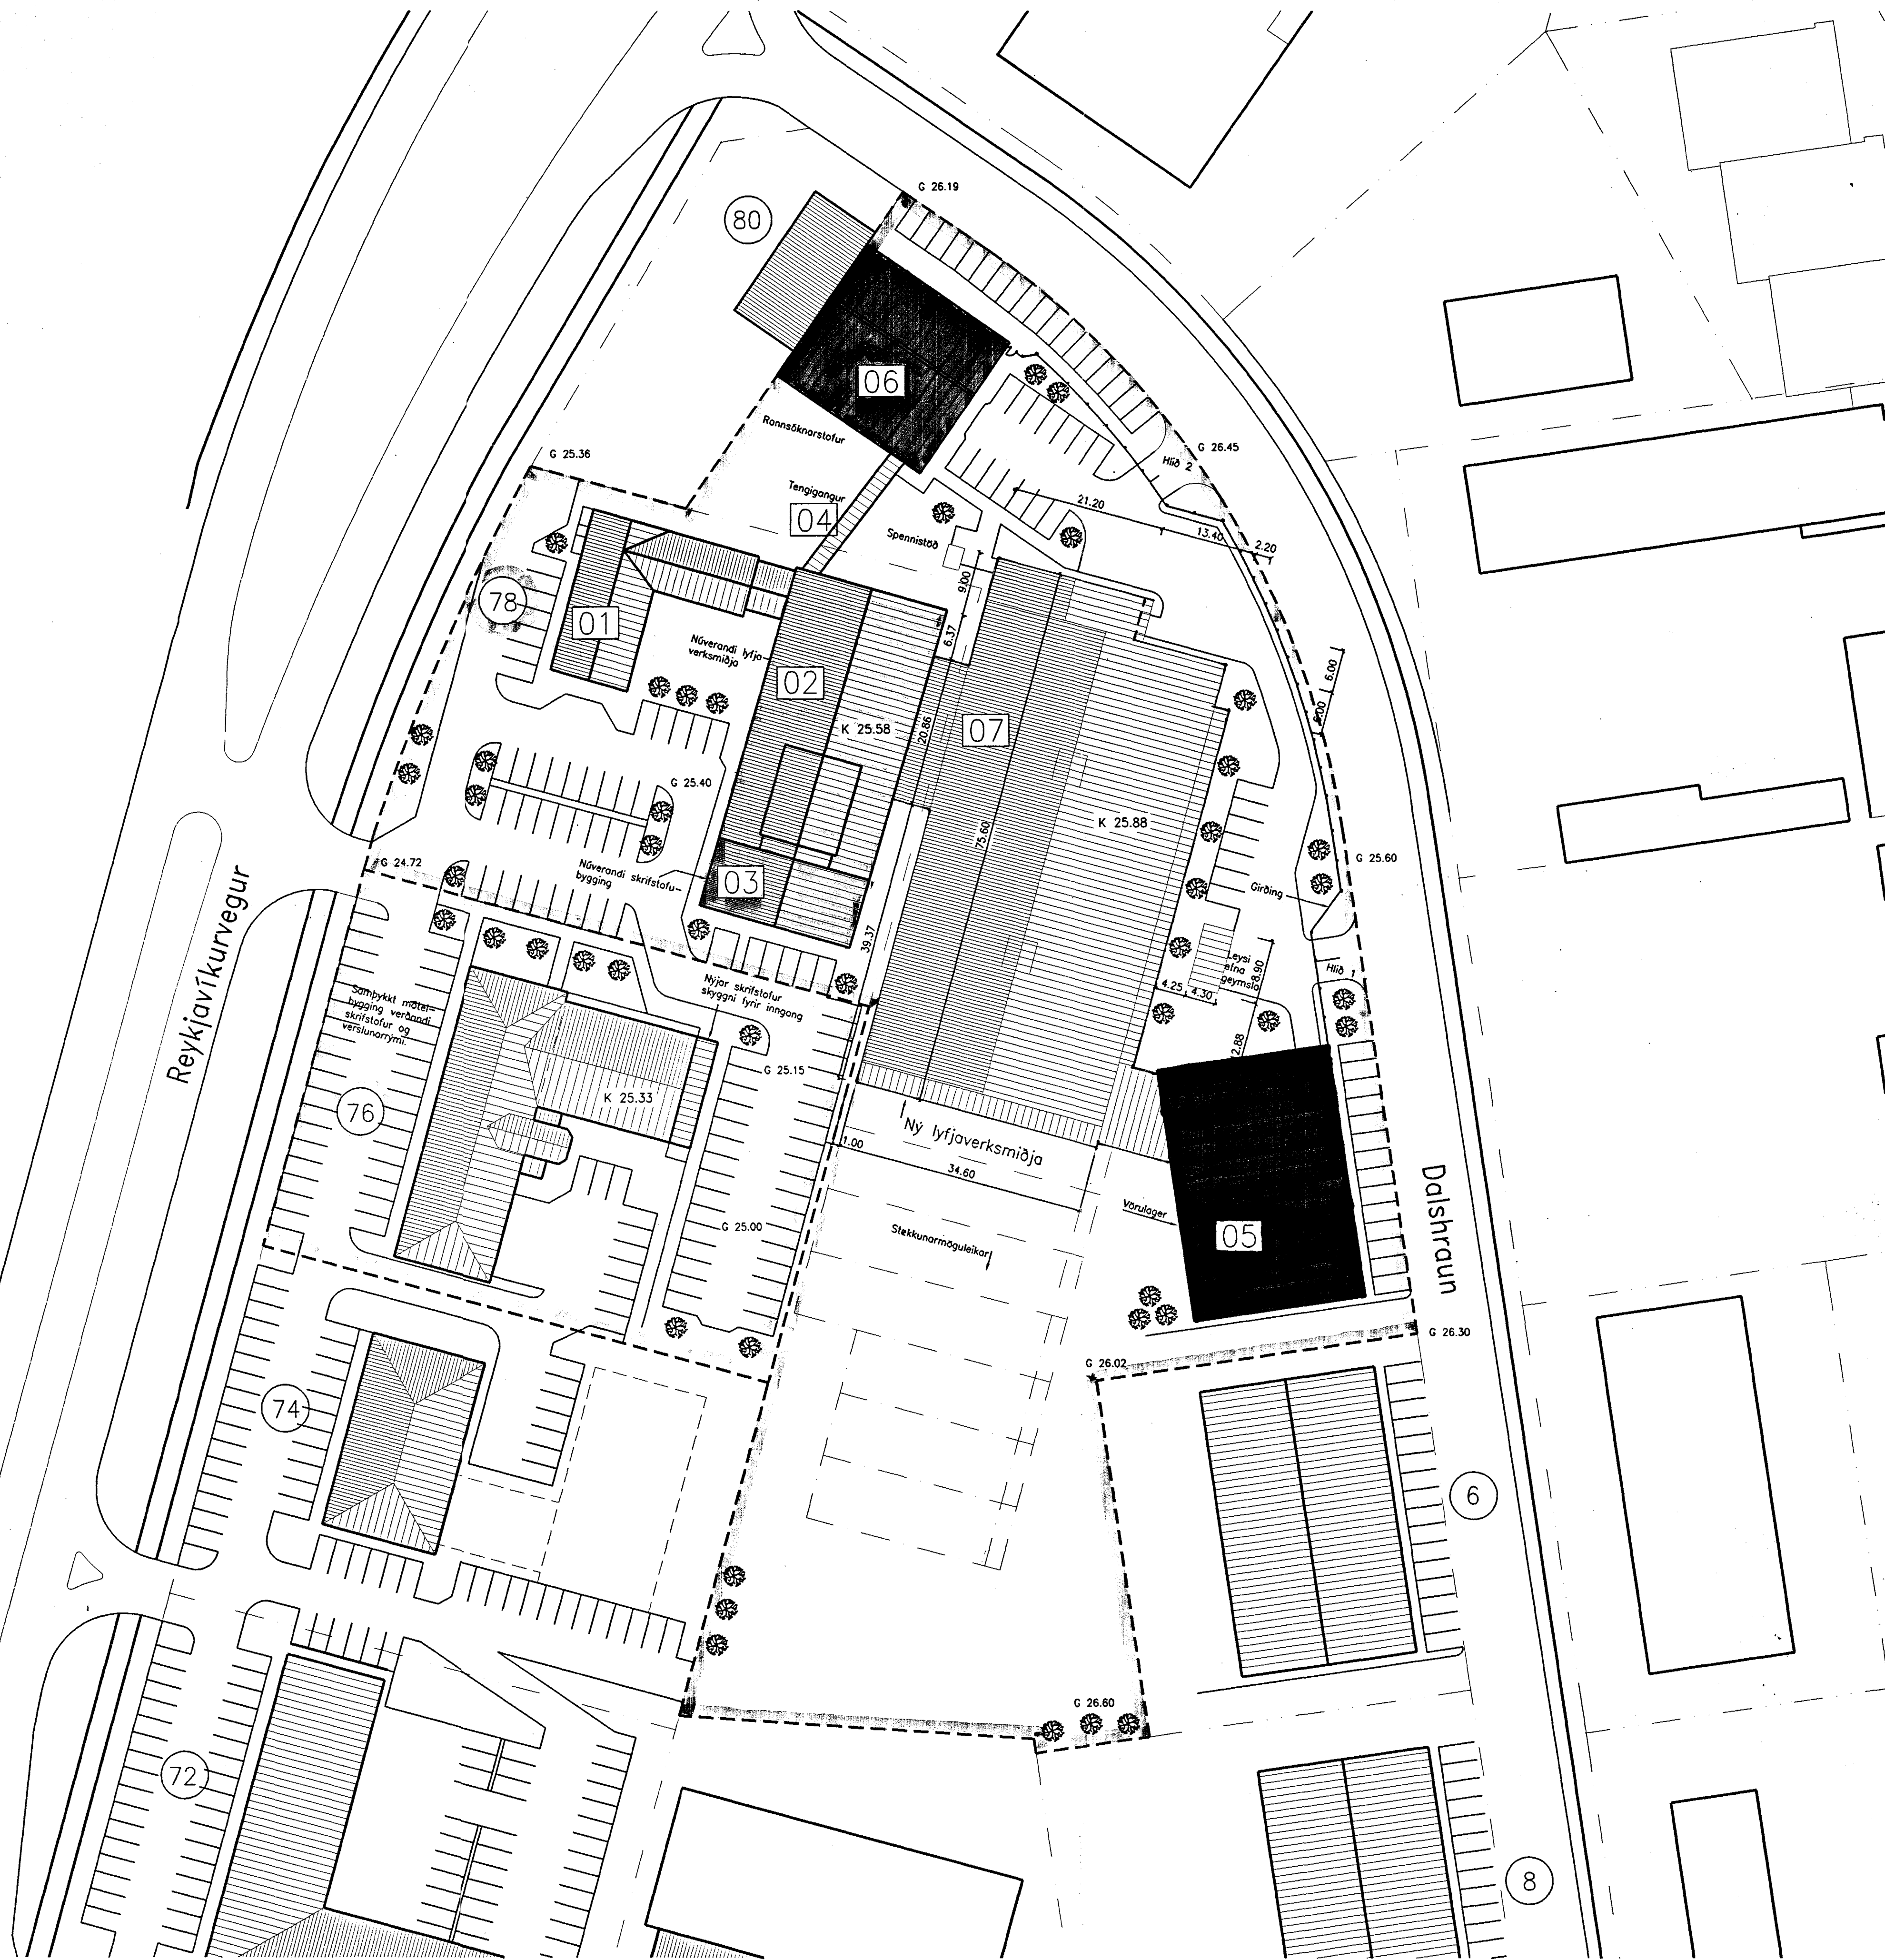 G 26.19
80
06
Rannsóknarstofur
G 26.45
Hlið 2
G 25.36
Tengigangur
04
21.20
13.40
2.20
Spennistöð
9.00
78
01
6.37
Núverandi lyfja-
verksmiðja
02
6.00
6.00
K 25.58
20.86
07
G 25.40
75.60
K 25.88
G 24.72
Núverandi skrifstofu-
bygging
03
G 25.60
Girðing
39.37
Leysi
efna
geymsla
8.90
4.25
4.30
Hlið 1
Nýjar skrifstofur
skyggni fyrir inngang
Samþykkt mótel-
bygging verðandi
skrifstofur og
verslunarrými.
Reykjavíkurvegur
2.88
G 25.15
K 25.33
76
Ný lyfjaverksmiðja
1.00
34.60
Dalshraun
Vörulager
05
G 25.00
Stækkunarmöguleikar
G 26.30
G 26.02
74
6
G 26.60
72
8